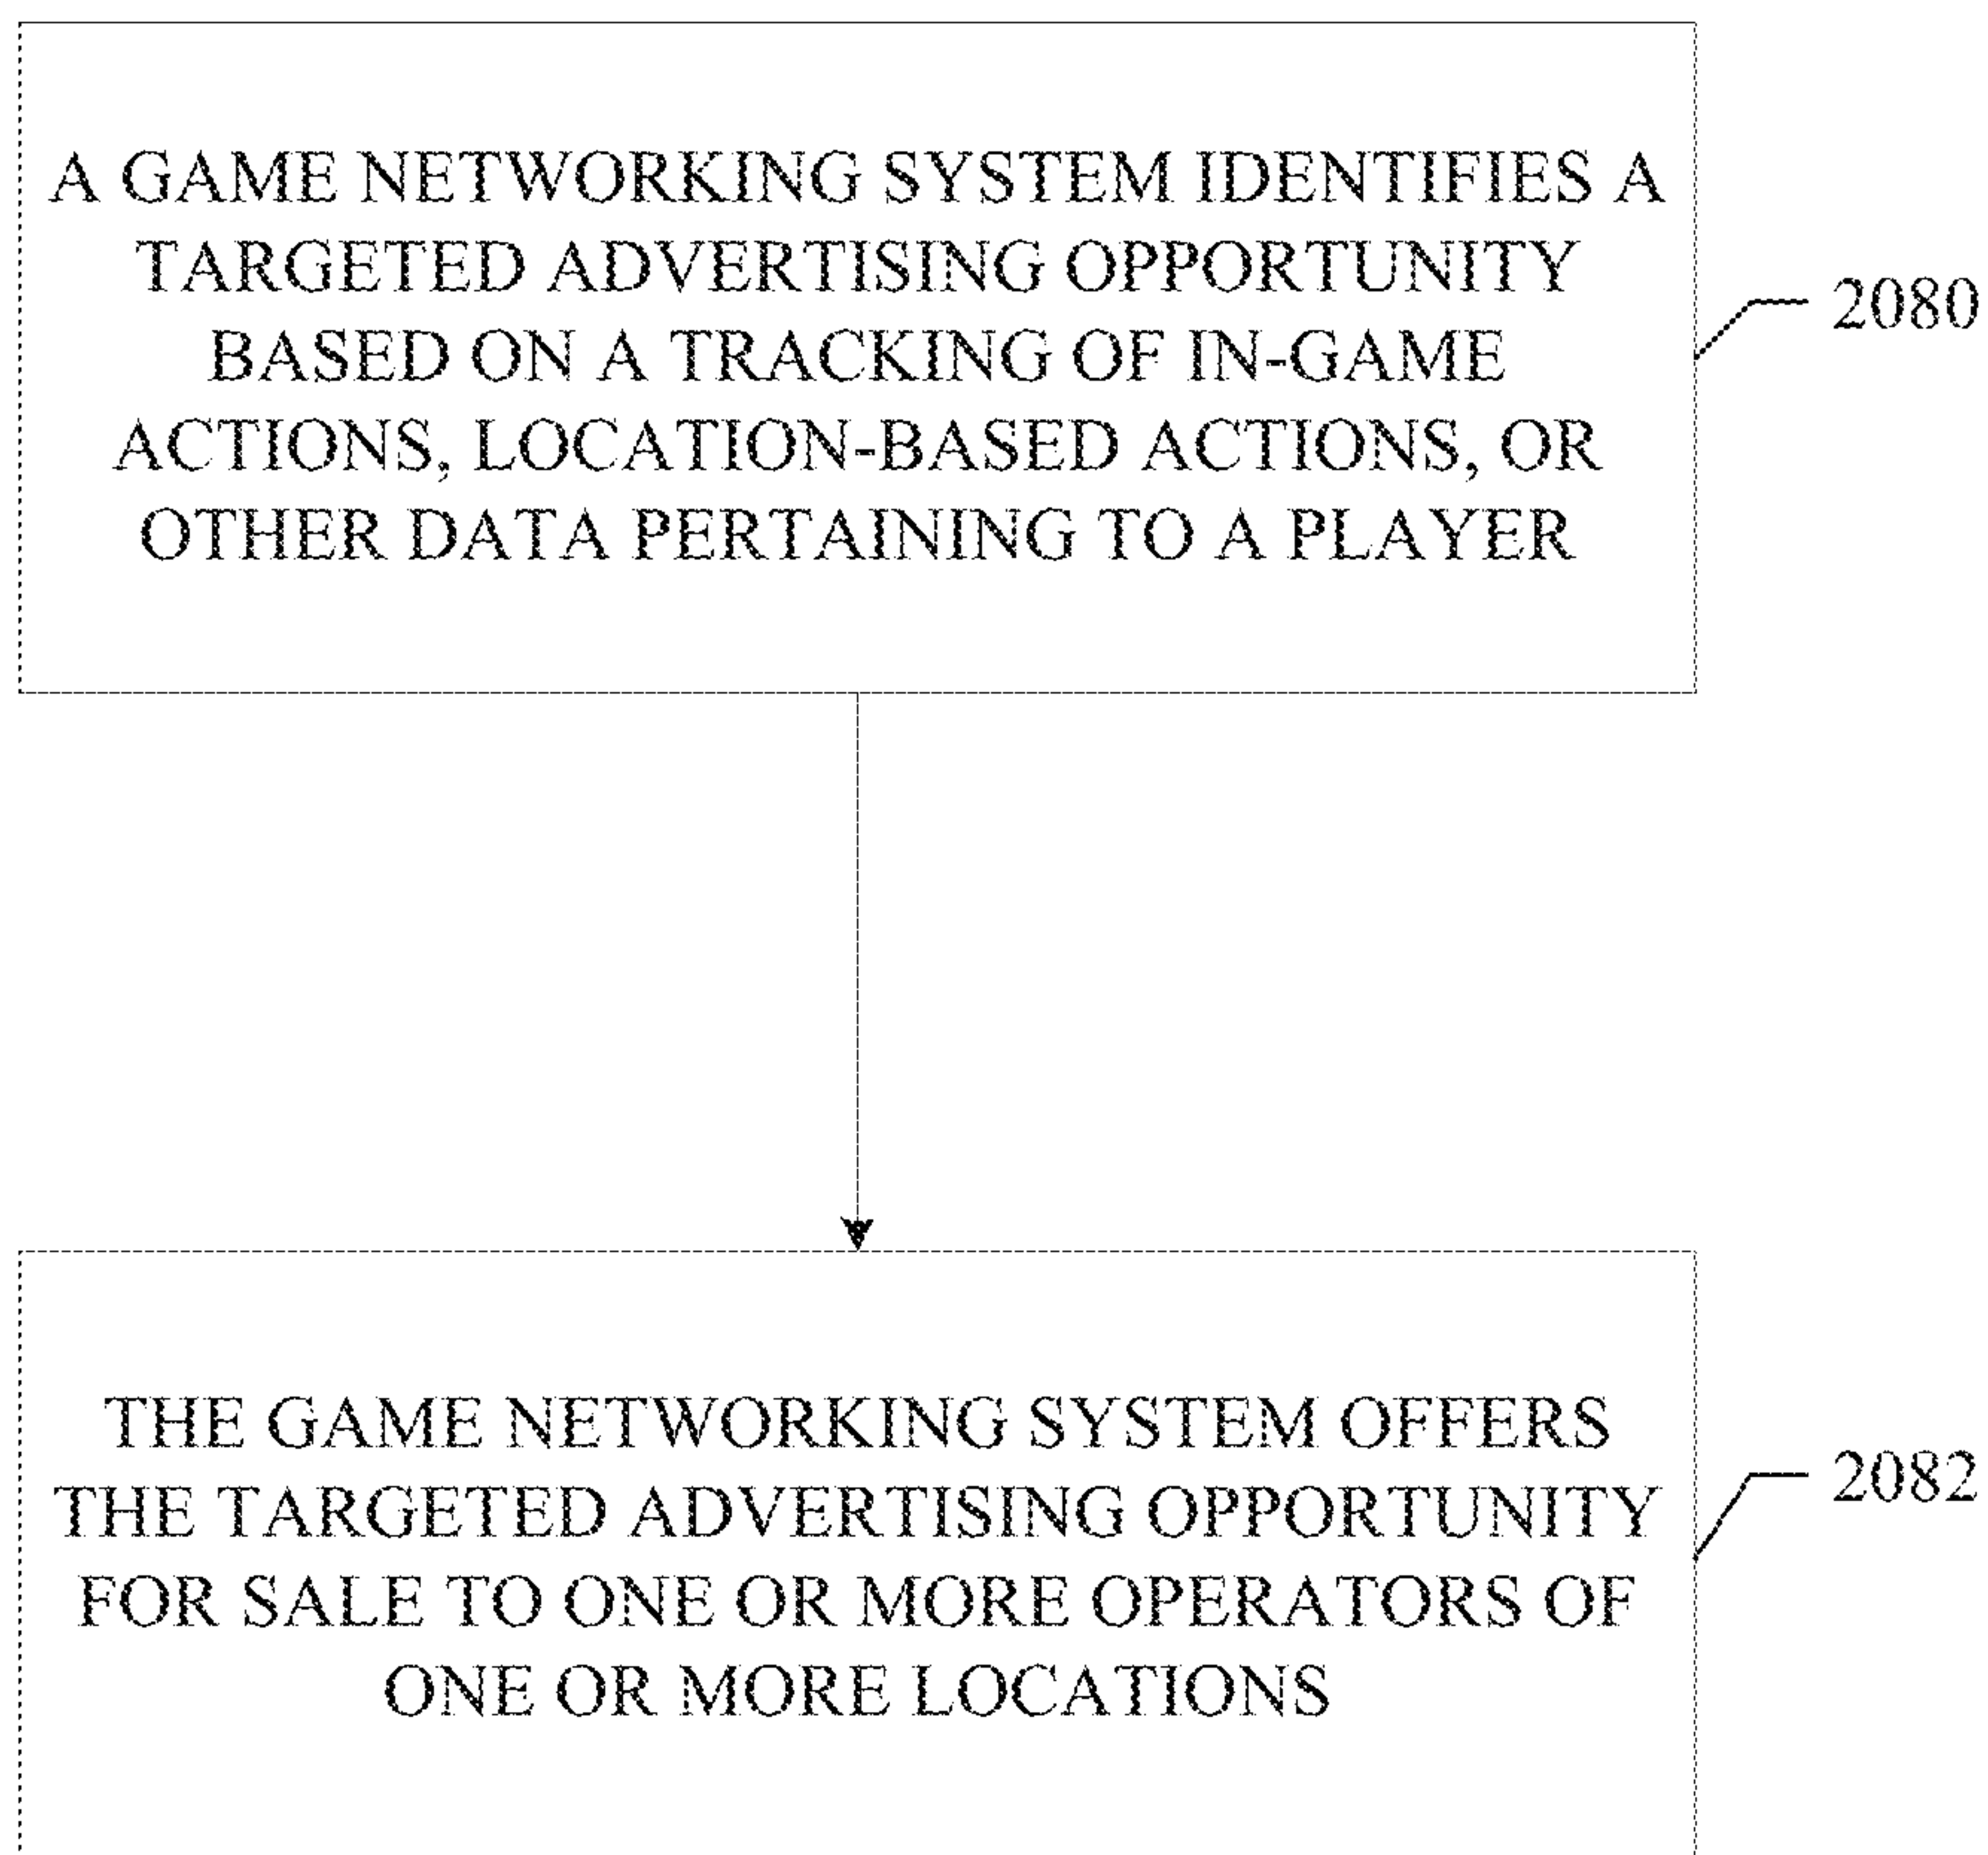 A GAME NETWORKING SYSTEM IDENTIFIES A
TARGETED ADVERTISING OPPORTUNITY
BASED ON A TRACKING OF IN-GAME
ACTIONS, LOCATION-BASED ACTIONS, OR
OTHER DATA PERTAINING TO A PLAYER
2080
THE GAME NETWORKING SYSTEM OFFERS
THE TARGETED ADVERTISING OPPORTUNITY
FOR SALE TO ONE OR MORE OPERATORS OF
ONE OR MORE LOCATIONS
2082